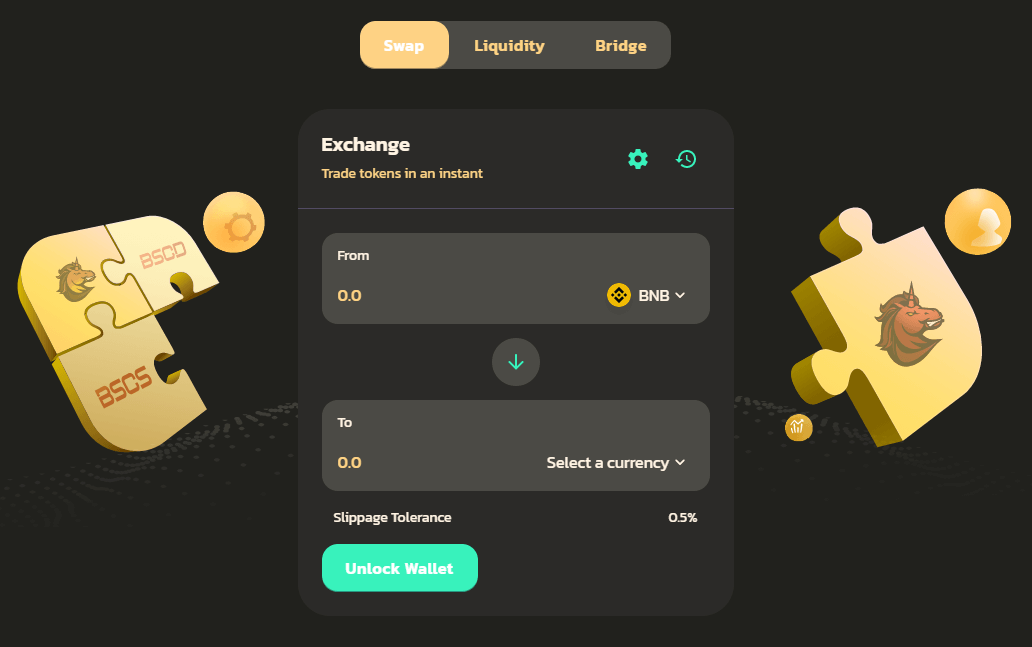 Swap Liquidity Bridge
Exchange
Trade tokens in an instant
BSCD
BSCS
From
0.0 BNB
To
0.0 Select a currency
Slippage Tolerance 0.5%
Unlock Wallet